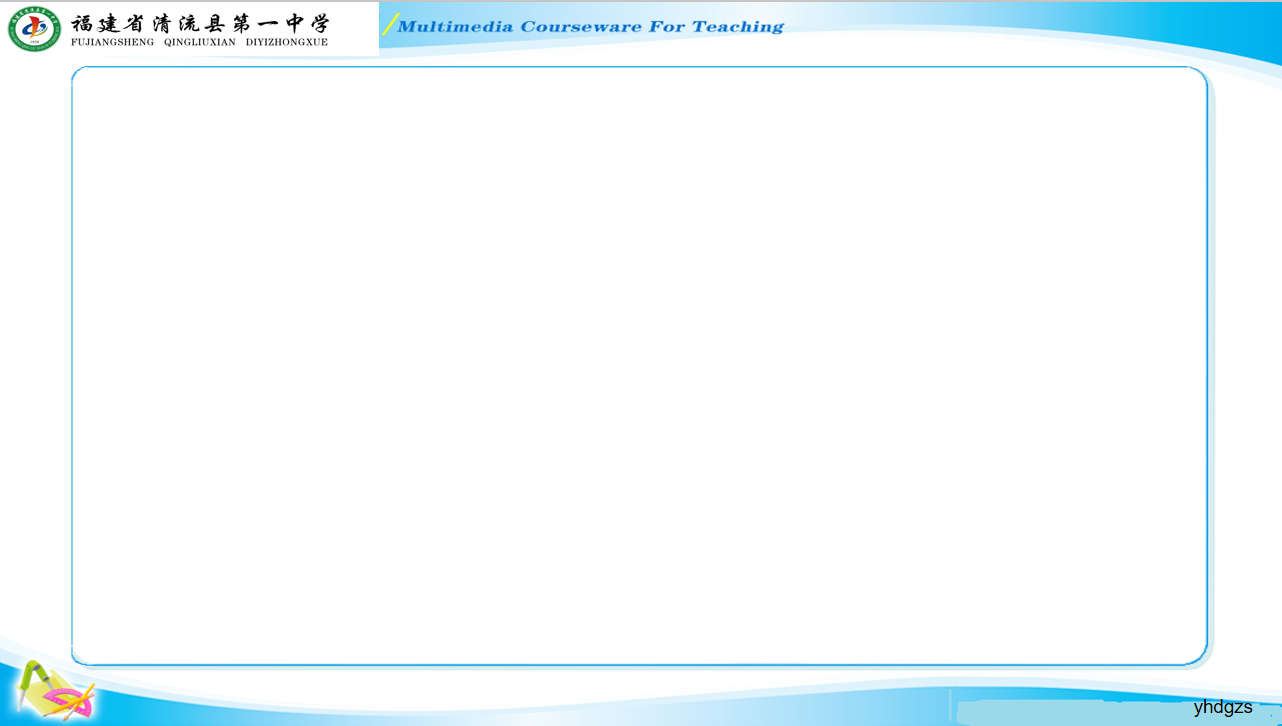 福建省清流县第一中学
FUJIANGSHENG QINGLIUXIAN DIYIZHONGXUE
Multimedia Courseware For Teaching
yhdgzs